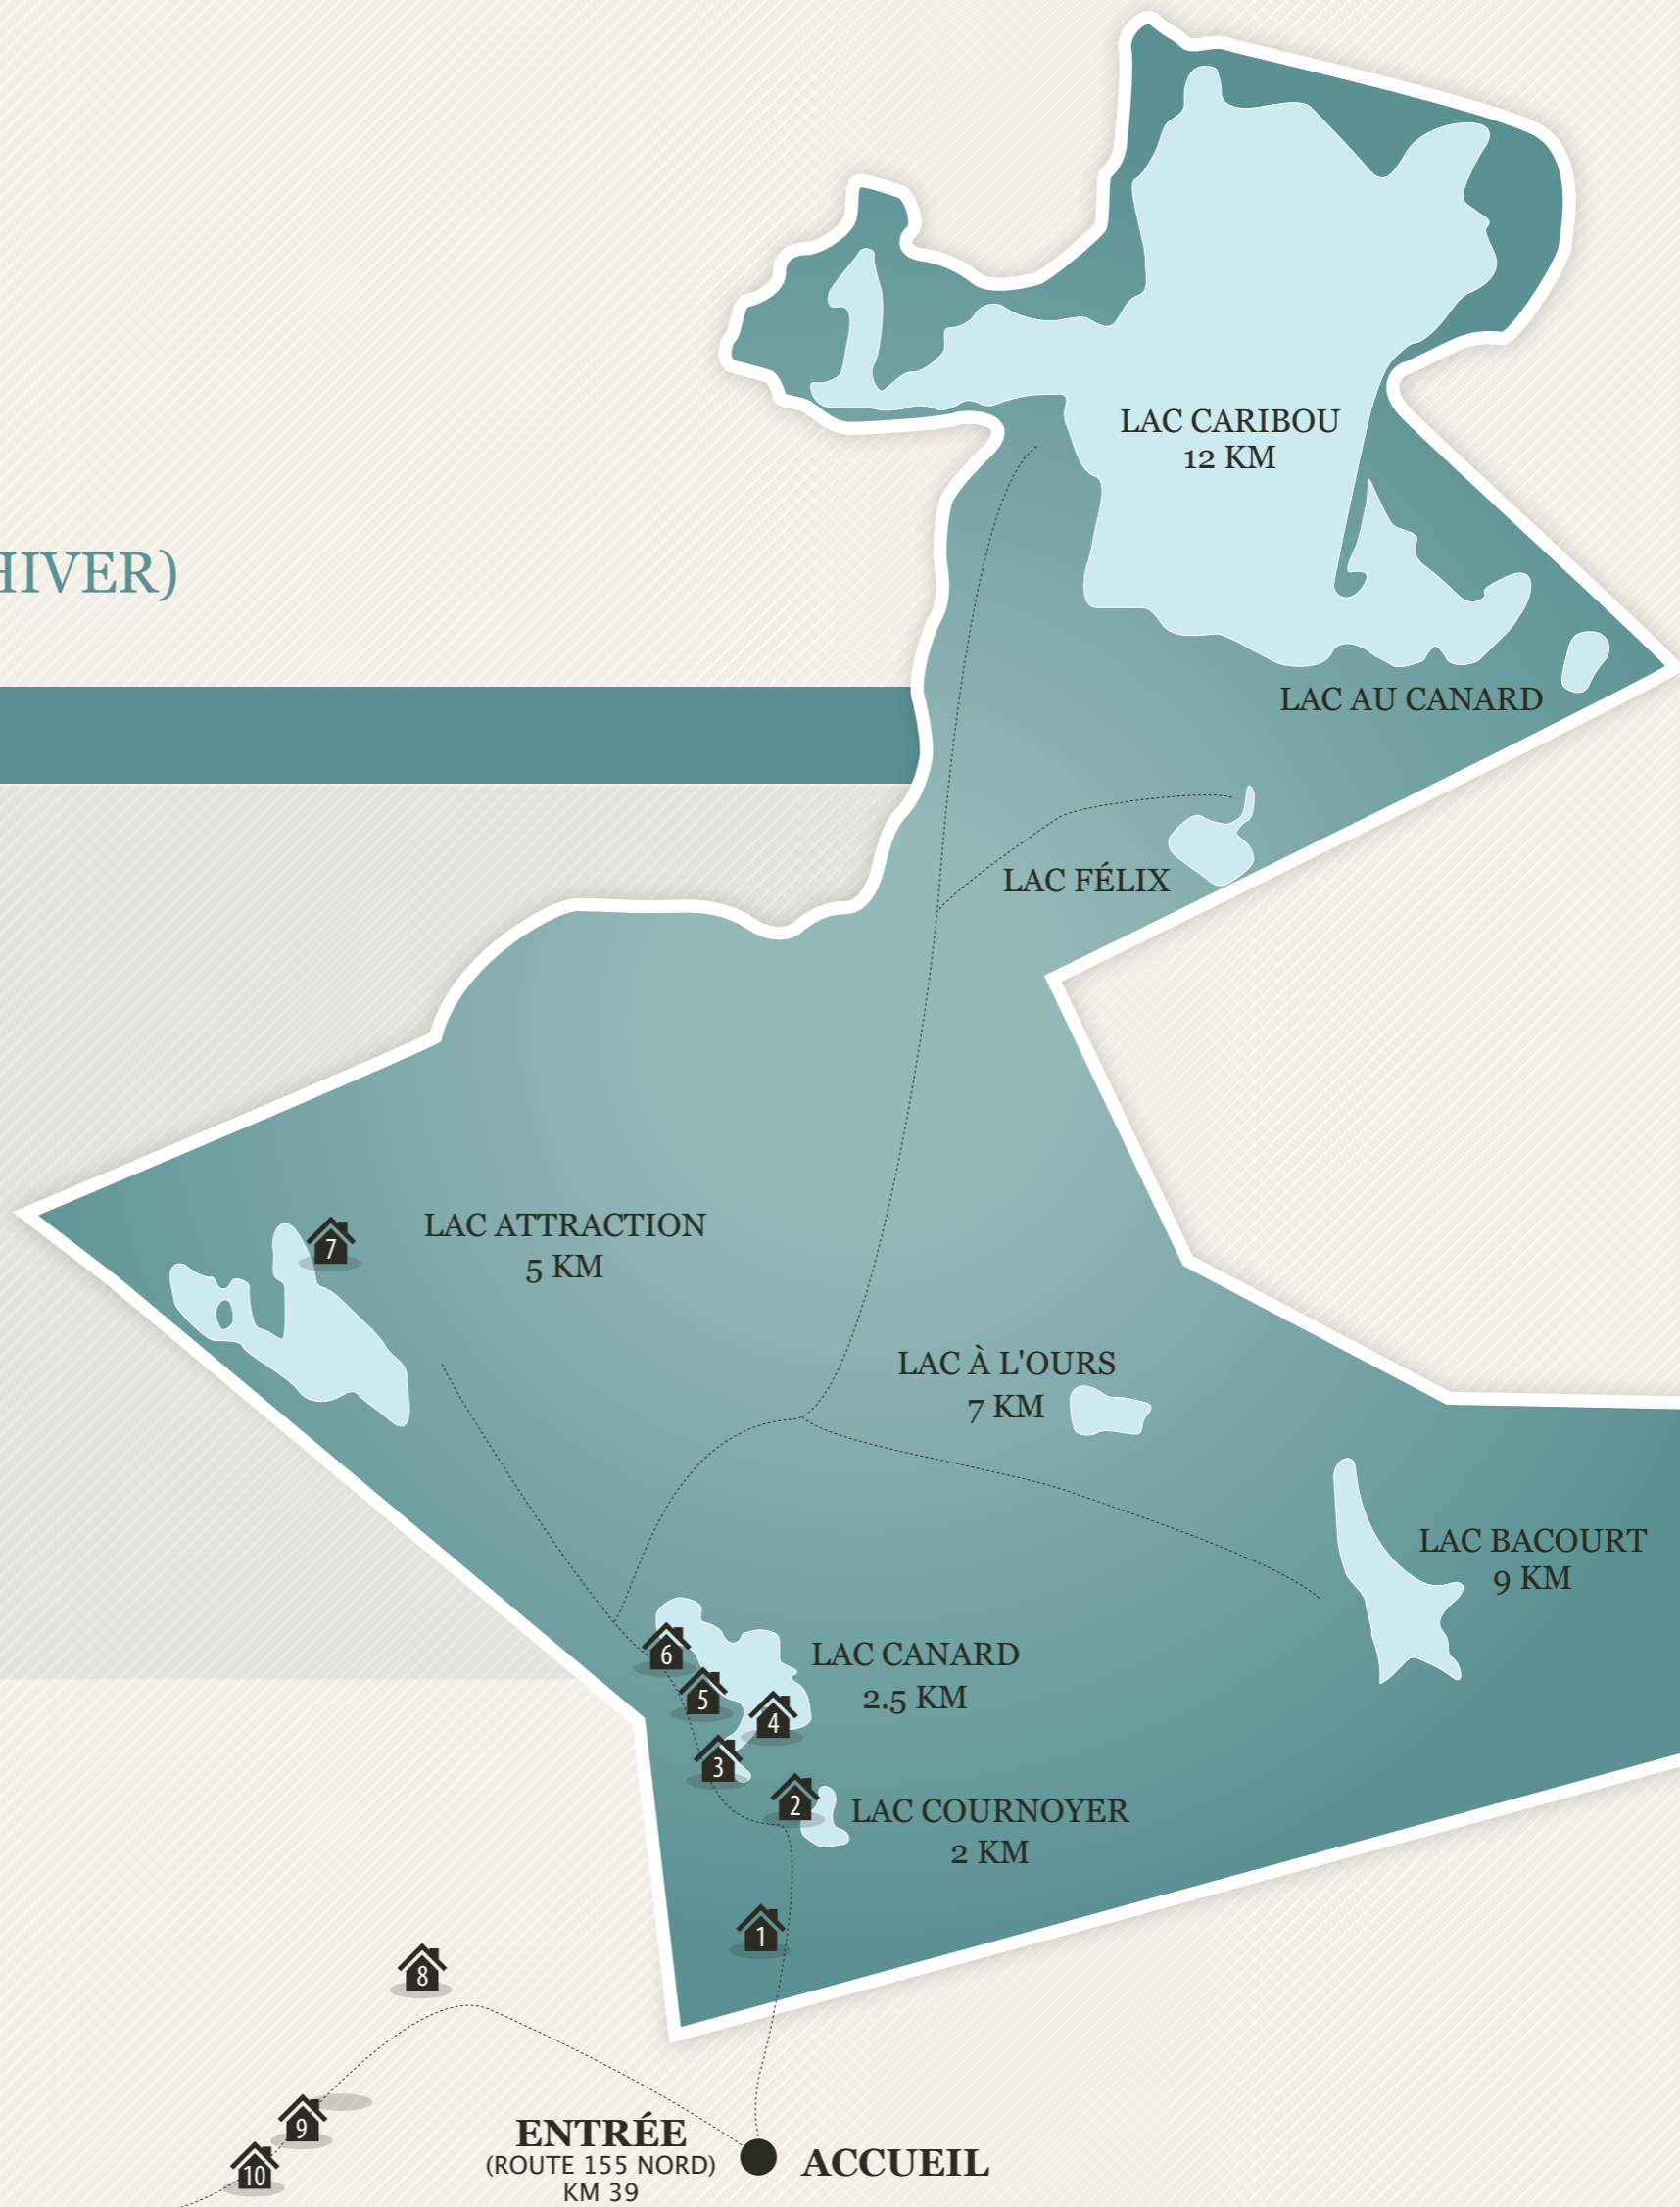 LAC CARIBOU
12 KM
HIVER)
LAC AU CANARD
LAC FÉLIX
LAC ATTRACTION
5 KM
7
LAC À L'OURS
7 KM
LAC BACOURT
9 KM
6
LAC CANARD
2.5 KM
5
4
3
2
LAC COURNOYER
2 KM
1
8
9
10
ENTRÉE
(ROUTE 155 NORD)
KM 39
ACCUEIL